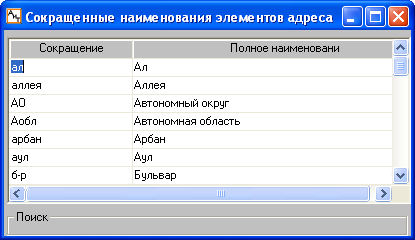 Сокращенные наименования элементов адреса
Сокращение Полное наименовани
ал Ал
аллея Аллея
АО Автономный округ
Аобл Автономная область
арбан Арбан
аул Аул
б-р Бульвар
Поиск